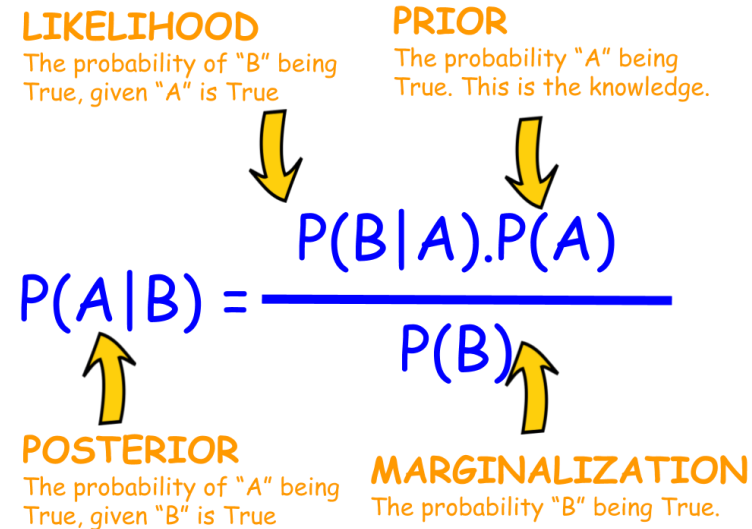 LIKELIHOOD
The probability of “B” being
True, given “A” is True
PRIOR
The probability “A” being
True. This is the knowledge.
P(B|A).P(A)
P(A|B) =
P(B)
POSTERIOR
The probability of “A” being
True, given “B” is True
MARGINALIZATION
The probability “B” being True.